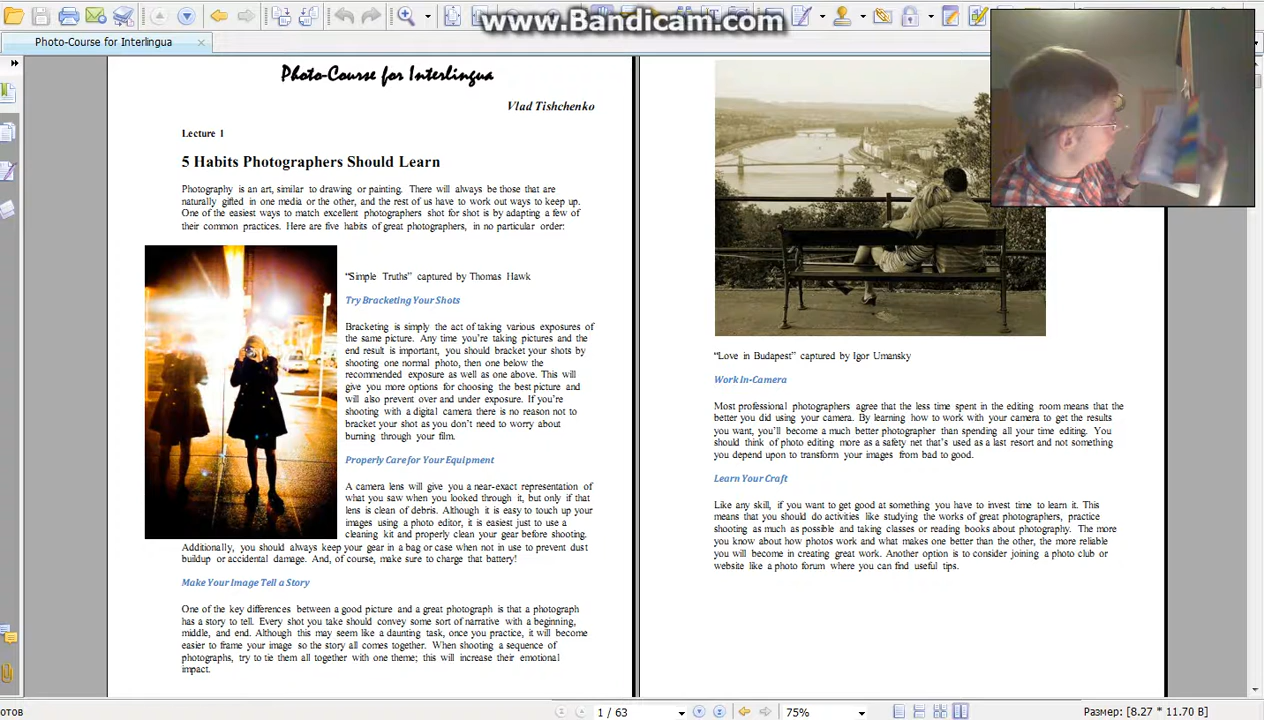 www.Bandicam.com
Photo-Course for Interlingua
Photo-Course for Interlingua
Vlad Tishchenko
Lecture 1
5 Habits Photographers Should Learn
Photography is an art, similar to drawing or painting. There will always be those that are
naturally gifted in one media or the other, and the rest of us have to work out ways to keep up.
One of the easiest ways to match excellent photographers shot for shot is by adapting a few of
their common practices. Here are five habits of great photographers, in no particular order:
“Simple Truths” captured by Thomas Hawk
Try Bracketing Your Shots
Bracketing is simply the act of taking various exposures of
the same picture. Any time you’re taking pictures and the
end result is important, you should bracket your shots by
shooting one normal photo, then one below the
recommended exposure as well as one above. This will
give you more options for choosing the best picture and
will also prevent over and under exposure. If you’re
shooting with a digital camera there is no reason not to
bracket your shot as you don’t need to worry about
burning through your film.
Properly Care for Your Equipment
A camera lens will give you a near-exact representation of
what you saw when you looked through it, but only if that
lens is clean of debris. Although it is easy to touch up your
images using a photo editor, it is easiest just to use a
cleaning kit and properly clean your gear before shooting.
Additionally, you should always keep your gear in a bag or case when not in use to prevent dust
buildup or accidental damage. And, of course, make sure to charge that battery!
Make Your Image Tell a Story
One of the key differences between a good picture and a great photograph is that a photograph
has a story to tell. Every shot you take should convey some sort of narrative with a beginning,
middle, and end. Although this may seem like a daunting task, once you practice, it will become
easier to frame your image so the story all comes together. When shooting a sequence of
photographs, try to tie them all together with one theme; this will increase their emotional
impact.
“Love in Budapest” captured by Igor Umansky
Work In-Camera
Most professional photographers agree that the less time spent in the editing room means that the
better you did using your camera. By learning how to work with your camera to get the results
you want, you’ll become a much better photographer than spending all your time editing. You
should think of photo editing more as a safety net that’s used as a last resort and not something
you depend upon to transform your images from bad to good.
Learn Your Craft
Like any skill, if you want to get good at something you have to invest time to learn it. This
means that you should do activities like studying the works of great photographers, practice
shooting as much as possible and taking classes or reading books about photography. The more
you know about how photos work and what makes one better than the other, the more reliable
you will become in creating great work. Another option is to consider joining a photo club or
website like a photo forum where you can find useful tips.
отов
1 / 63
75%
Размер: [8.27 * 11.70 В]